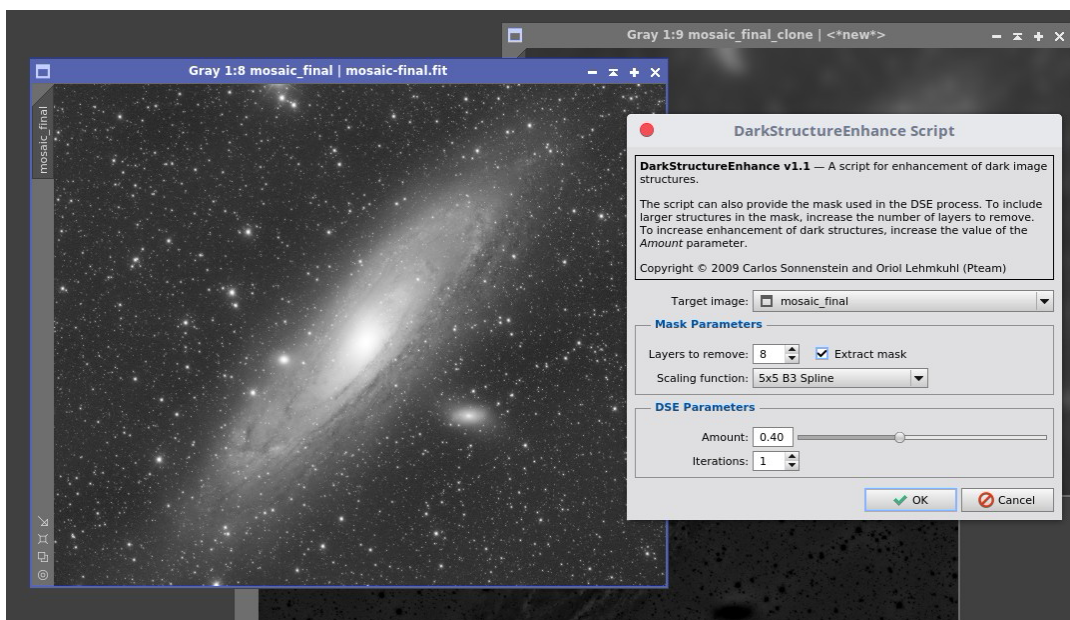 Gray 1:9 mosaic_final_clone | <*new*>
Gray 1:8 mosaic_final | mosaic-final.fit
mosaic_final
DarkStructureEnhance Script
DarkStructureEnhance v1.1 — A script for enhancement of dark image
structures.
The script can also provide the mask used in the DSE process. To include
larger structures in the mask, increase the number of layers to remove.
To increase enhancement of dark structures, increase the value of the
Amount parameter.
Copyright © 2009 Carlos Sonnenstein and Oriol Lehmkuhl (Pteam)
Target image: mosaic_final
Mask Parameters
Layers to remove: 8 Extract mask
Scaling function: 5x5 B3 Spline
DSE Parameters
Amount: 0.40
Iterations: 1
OK Cancel